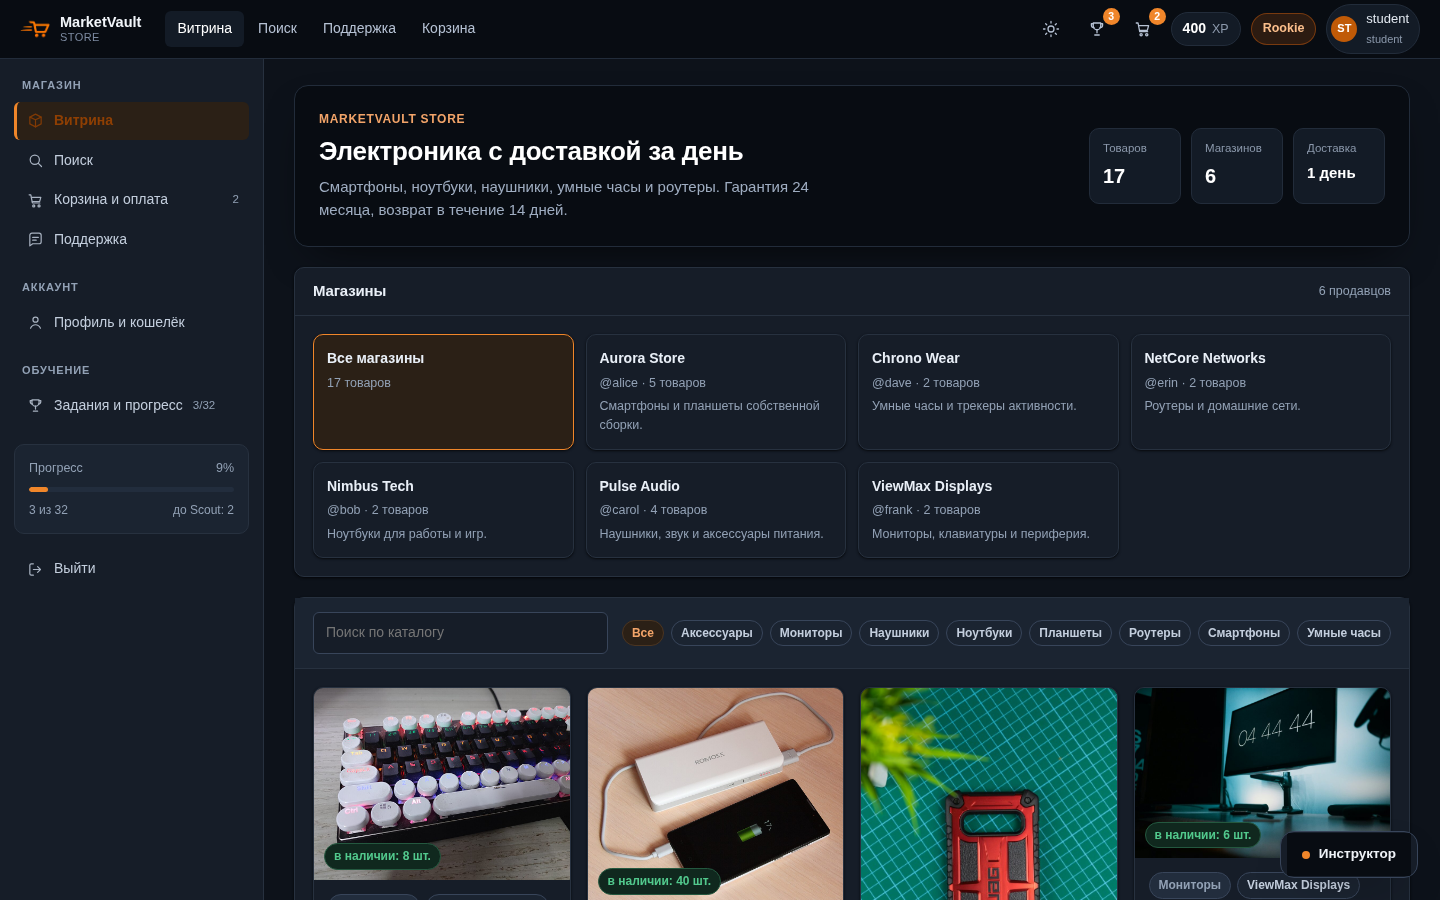 MarketVault
STORE
Витрина
Поиск
Поддержка
Корзина
3
2
400 XP
Rookie
ST
student
student
МАГАЗИН
Витрина
Поиск
Корзина и оплата 2
Поддержка
АККАУНТ
Профиль и кошелёк
ОБУЧЕНИЕ
Задания и прогресс 3/32
Прогресс 9%
3 из 32 до Scout: 2
Выйти
MARKETVAULT STORE
Электроника с доставкой за день
Смартфоны, ноутбуки, наушники, умные часы и роутеры. Гарантия 24
месяца, возврат в течение 14 дней.
Товаров
17
Магазинов
6
Доставка
1 день
Магазины 6 продавцов
Все магазины
17 товаров
Aurora Store
@alice · 5 товаров
Смартфоны и планшеты собственной
сборки.
Chrono Wear
@dave · 2 товаров
Умные часы и трекеры активности.
NetCore Networks
@erin · 2 товаров
Роутеры и домашние сети.
Nimbus Tech
@bob · 2 товаров
Ноутбуки для работы и игр.
Pulse Audio
@carol · 4 товаров
Наушники, звук и аксессуары питания.
ViewMax Displays
@frank · 2 товаров
Мониторы, клавиатуры и периферия.
Поиск по каталогу
Все
Аксессуары
Мониторы
Наушники
Ноутбуки
Планшеты
Роутеры
Смартфоны
Умные часы
ROMOSS
04 44 44
в наличии: 8 шт.
в наличии: 40 шт.
в наличии: 6 шт.
Мониторы
ViewMax Displays
Инструктор